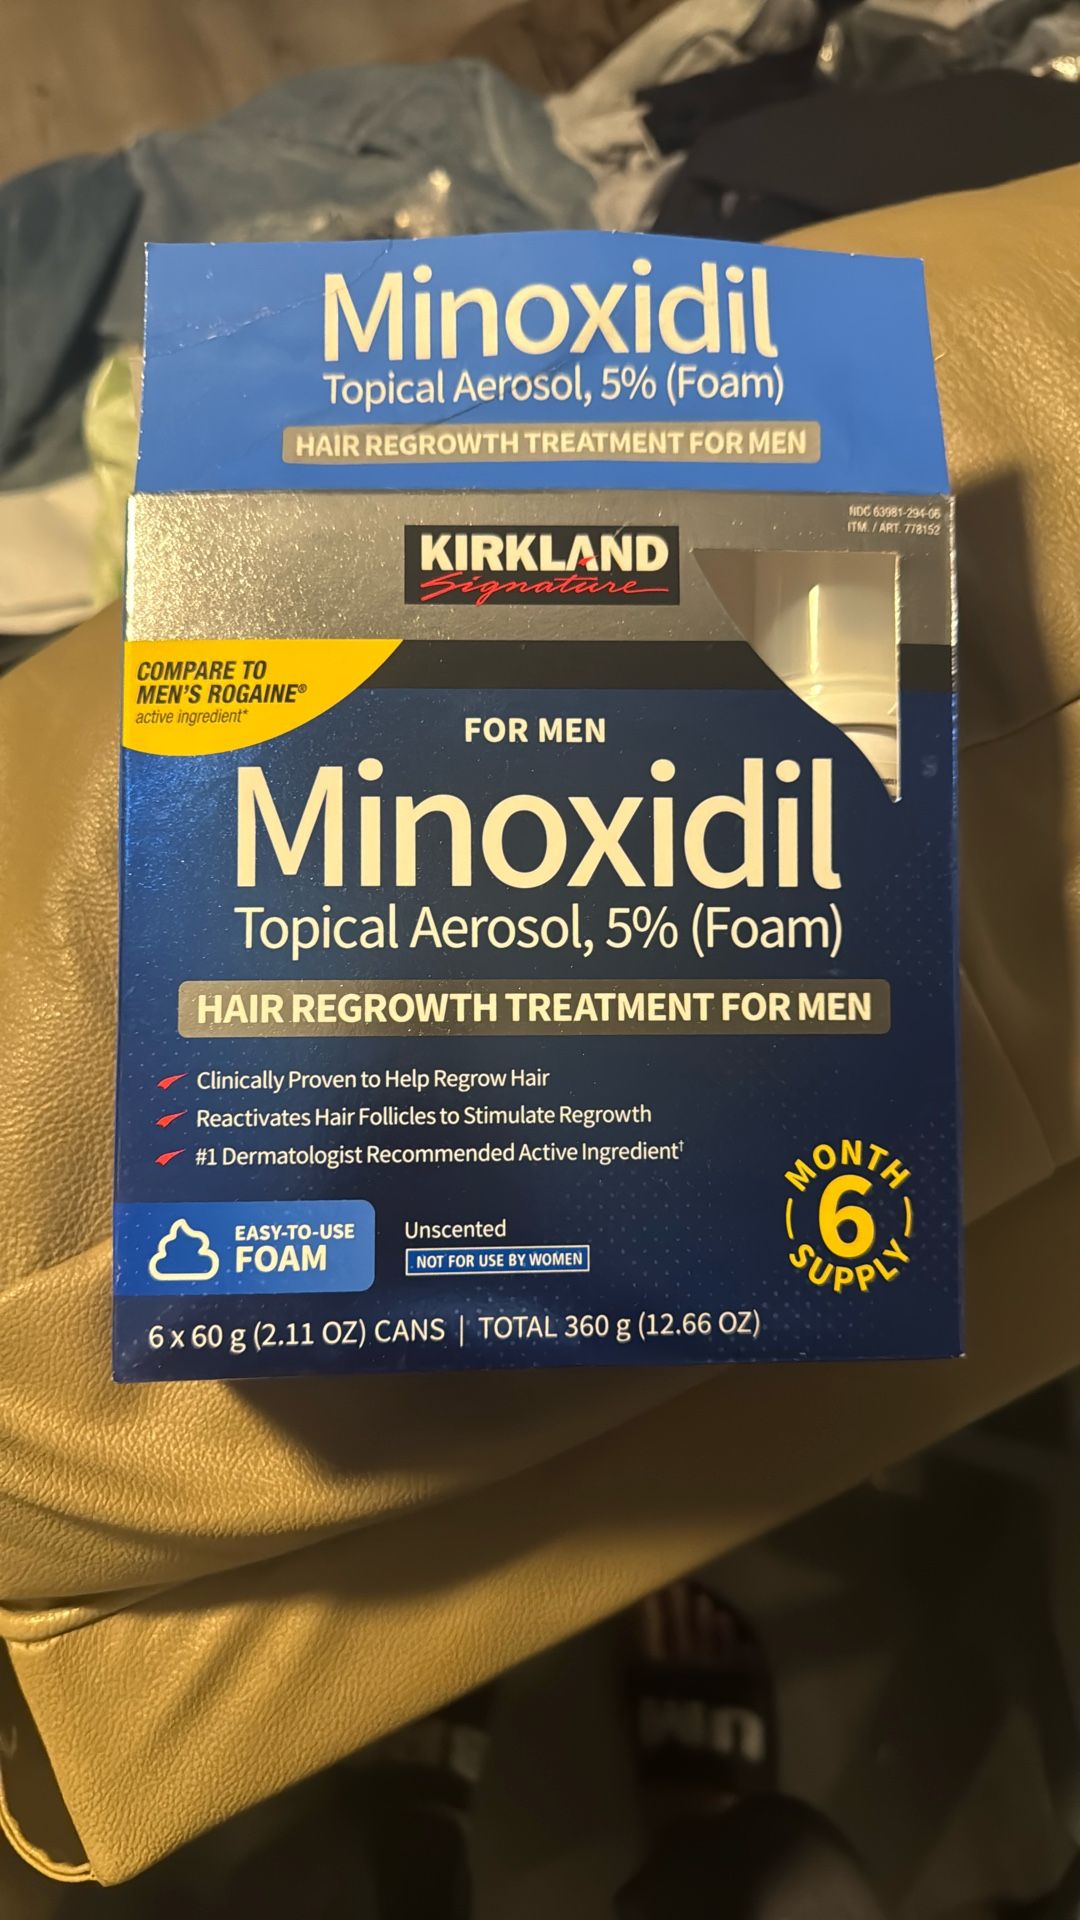 Minoxidil
Topical Aerosol, 5% (Foam)
HAIR REGROWTH TREATMENT FOR MEN
NDC 63981-294-06
ITM. / ART. 778152
KIRKLAND
Signature
COMPARE TO
MEN'S ROGAINE®
active ingredient*
FOR MEN
Minoxidil
Topical Aerosol, 5% (Foam)
HAIR REGROWTH TREATMENT FOR MEN
Clinically Proven to Help Regrow Hair
Reactivates Hair Follicles to Stimulate Regrowth
#1 Dermatologist Recommended Active Ingredient†
EASY-TO-USE
FOAM
Unscented
NOT FOR USE BY WOMEN
MONTH
6
SUPPLY
6 x 60 g (2.11 OZ) CANS | TOTAL 360 g (12.66 OZ)